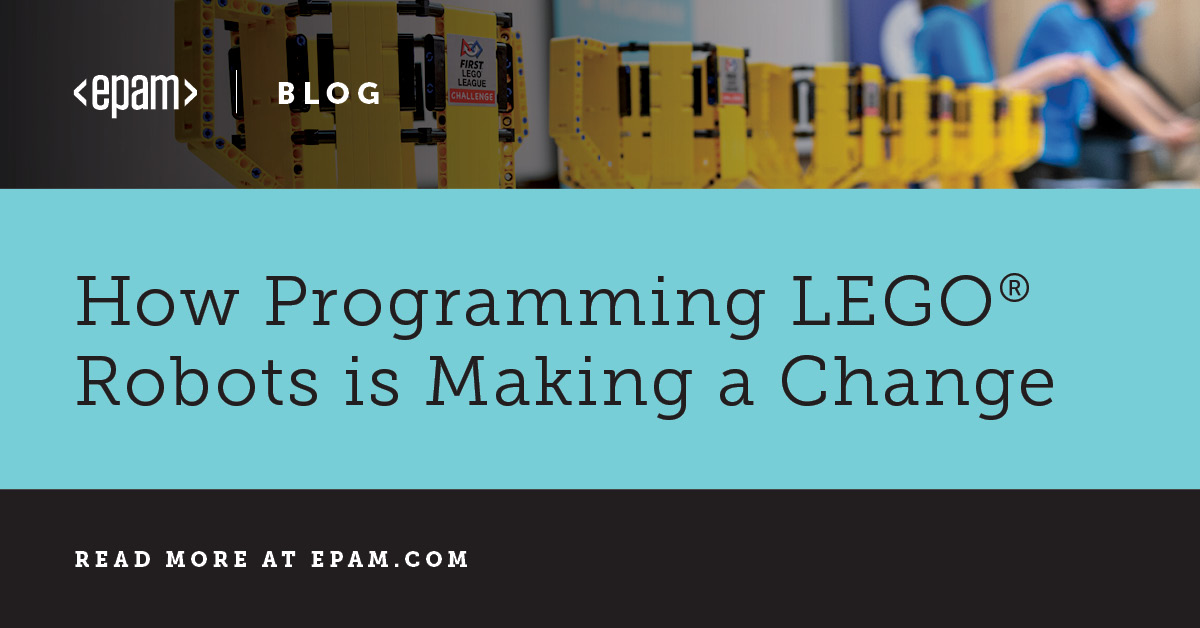 <epam> | BLOG
FIRST
LEGO
LEAGUE
CHALLENGE
How Programming LEGO®
Robots is Making a Change
READ MORE AT EPAM.COM